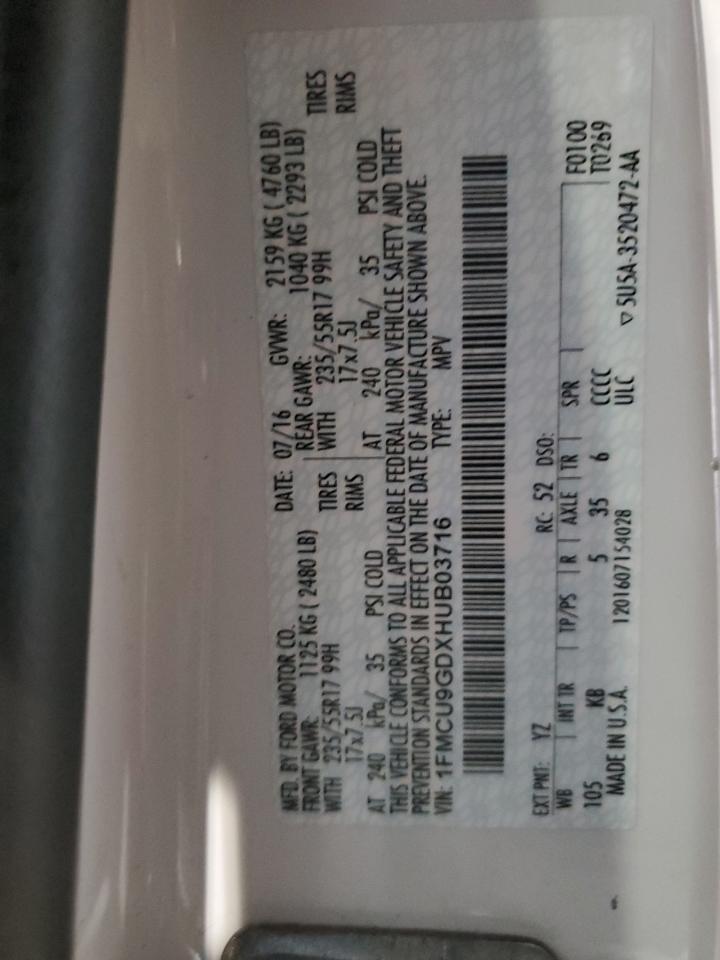 MFD. BY FORD MOTOR CO. DATE: 07/16 GVWR: 2159 KG ( 4760 LB)
FRONT GAWR: 1125 KG ( 2480 LB) REAR GAWR: 1040 KG ( 2293 LB)
WITH 235/55R17 99H TIRES WITH 235/55R17 99H TIRES
17x7.5J RIMS 17x7.5J RIMS
AT 240 kPa/ 35 PSI COLD AT 240 kPa/ 35 PSI COLD
THIS VEHICLE CONFORMS TO ALL APPLICABLE FEDERAL MOTOR VEHICLE SAFETY AND THEFT
PREVENTION STANDARDS IN EFFECT ON THE DATE OF MANUFACTURE SHOWN ABOVE.
VIN: 1FMCU9GDXHUB03716 TYPE: MPV
EXT PNT: YZ RC: 52 DSO:
WB INT TR TP/PS R AXLE TR SPR F0100
105 KB 5 35 6 CCCC T0269
MADE IN U.S.A. 1201607154028 ULC ▽ 5U5A-3520472-AA